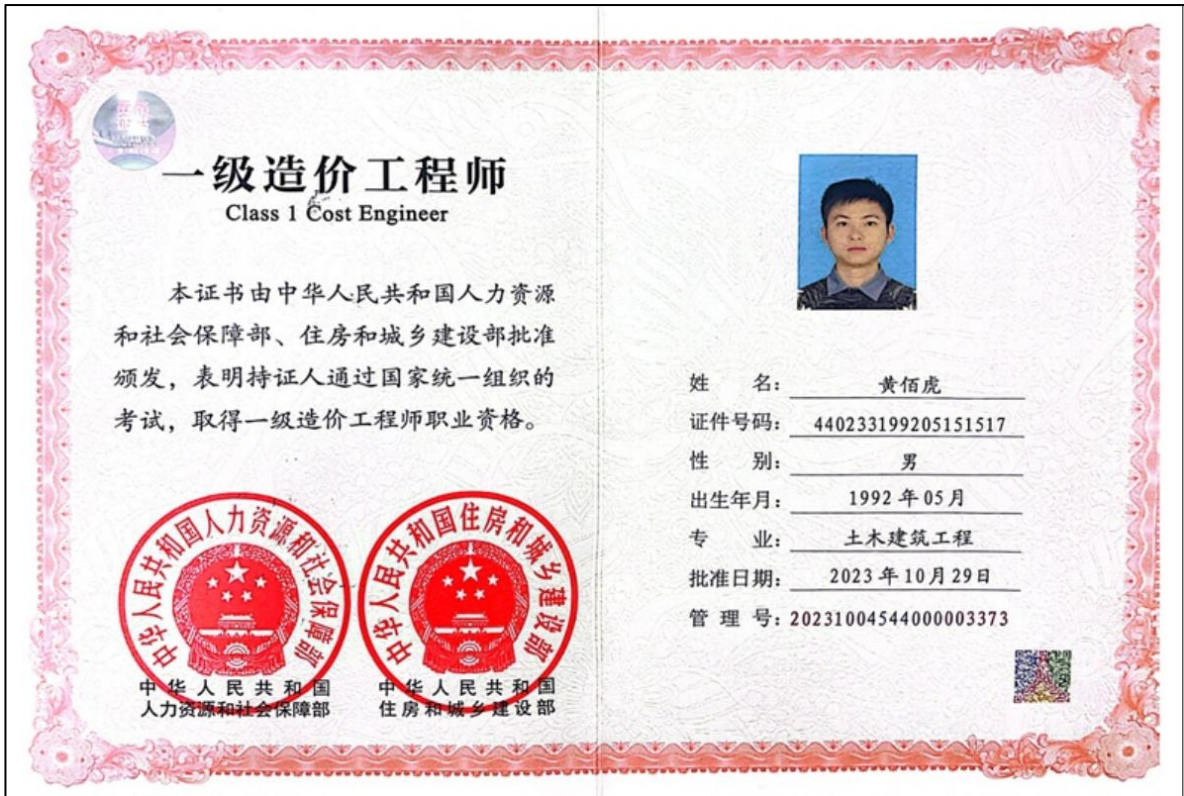 一级造价工程师
Class 1 Cost Engineer
本证书由中华人民共和国人力资源
和社会保障部、住房和城乡建设部批准
颁发，表明持证人通过国家统一组织的
考试，取得一级造价工程师职业资格。
中华人民共和国人力资源和社会保障部
中华人民共和国住房和城乡建设部
中华人民共和国
人力资源和社会保障部
中华人民共和国
住房和城乡建设部
姓 名： 黄佰虎
证件号码： 440233199205151517
性 别： 男
出生年月： 1992 年 05 月
专 业： 土木建筑工程
批准日期： 2023 年 10 月 29 日
管 理 号： 20231004544000003373